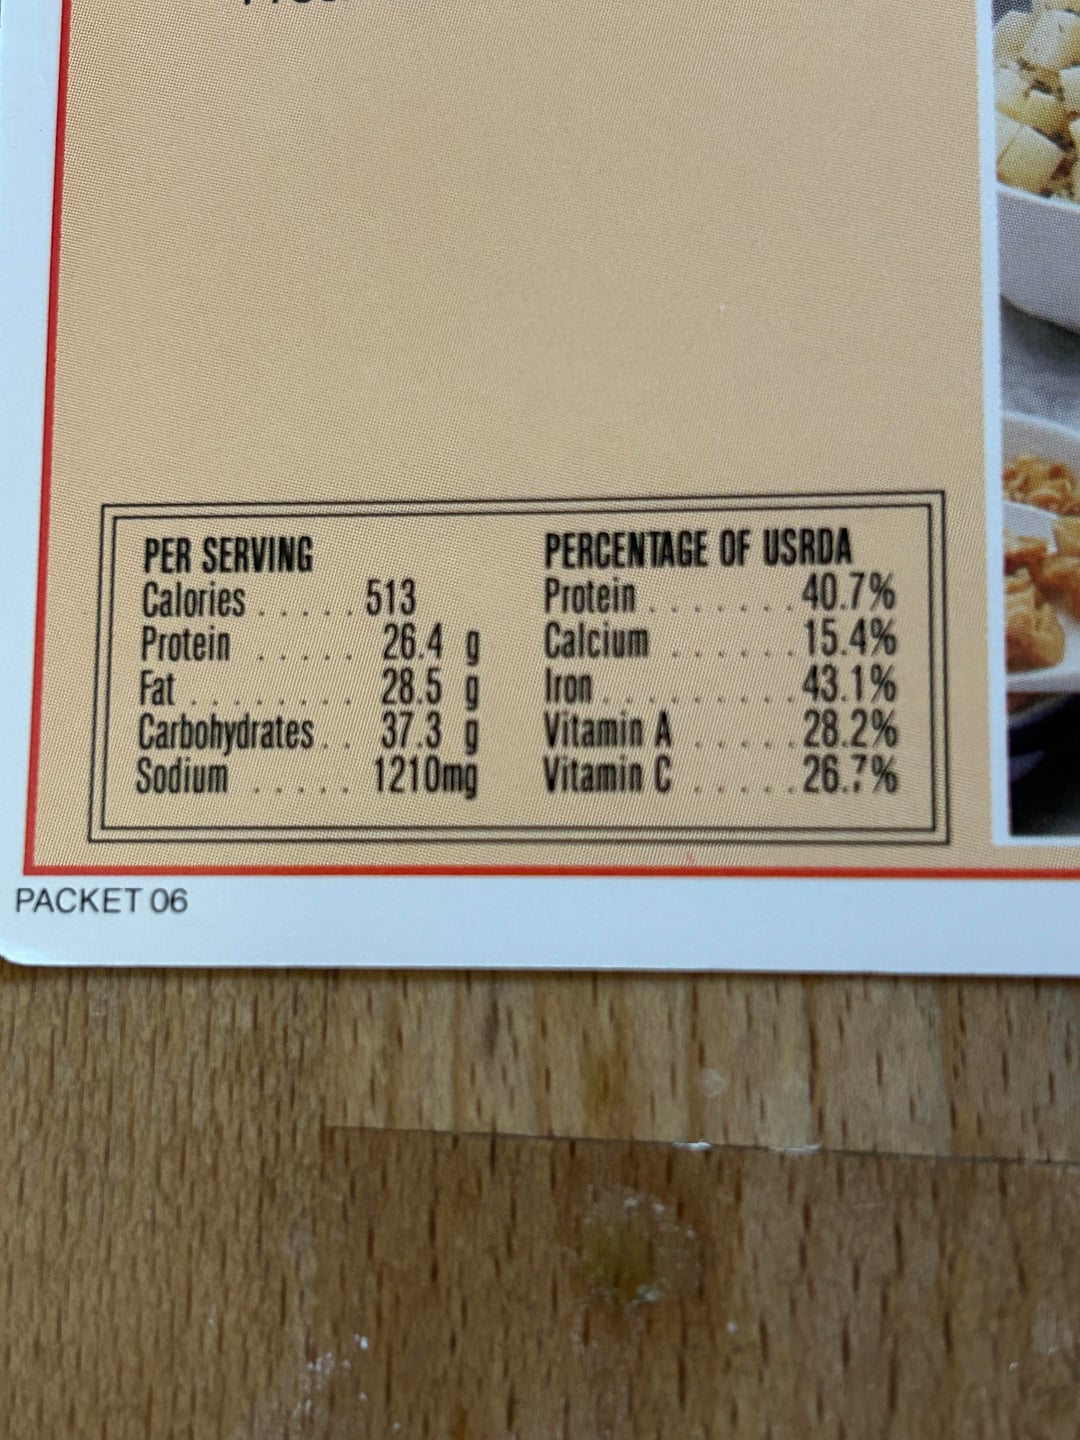 PER SERVING
Calories . . . . . 513
Protein . . . . . 26.4 g
Fat . . . . . . . . 28.5 g
Carbohydrates . . 37.3 g
Sodium . . . . . 1210mg
PERCENTAGE OF USRDA
Protein . . . . . . . 40.7%
Calcium . . . . . . 15.4%
Iron . . . . . . . . . 43.1%
Vitamin A . . . . . 28.2%
Vitamin C . . . . . 26.7%
PACKET 06